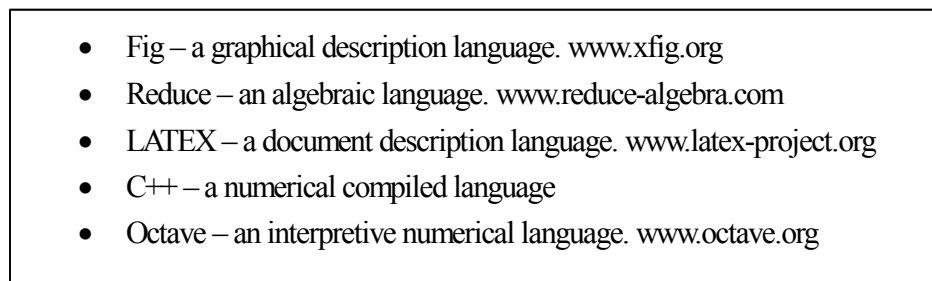 • Fig – a graphical description language. www.xfig.org
• Reduce – an algebraic language. www.reduce-algebra.com
• LATEX – a document description language. www.latex-project.org
• C++ – a numerical compiled language
• Octave – an interpretive numerical language. www.octave.org